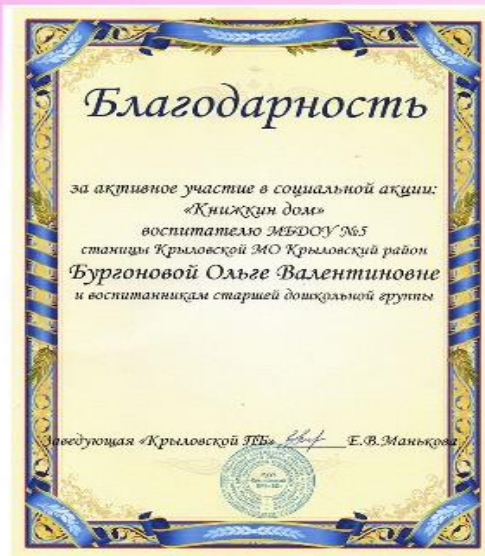 Благодарность
за активное участие в социальной акции:
«Книжкин дом»
воспитателю МБДОУ №5
станицы Крыловской МО Крыловский район
Бургоновой Ольге Валентиновне
и воспитанникам старшей дошкольной группы
Заведующая «Крыловской ПБ» Е.В.Манькова